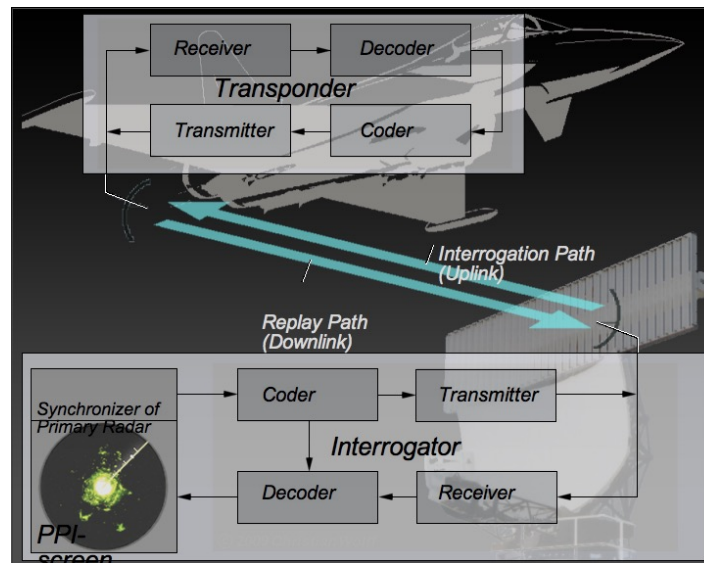 Receiver
Decoder
Transponder
Transmitter
Coder
Interrogation Path
(Uplink)
Replay Path
(Downlink)
Synchronizer of
Primary Radar
Coder
Transmitter
Interrogator
Decoder
Receiver
PPI-
screen